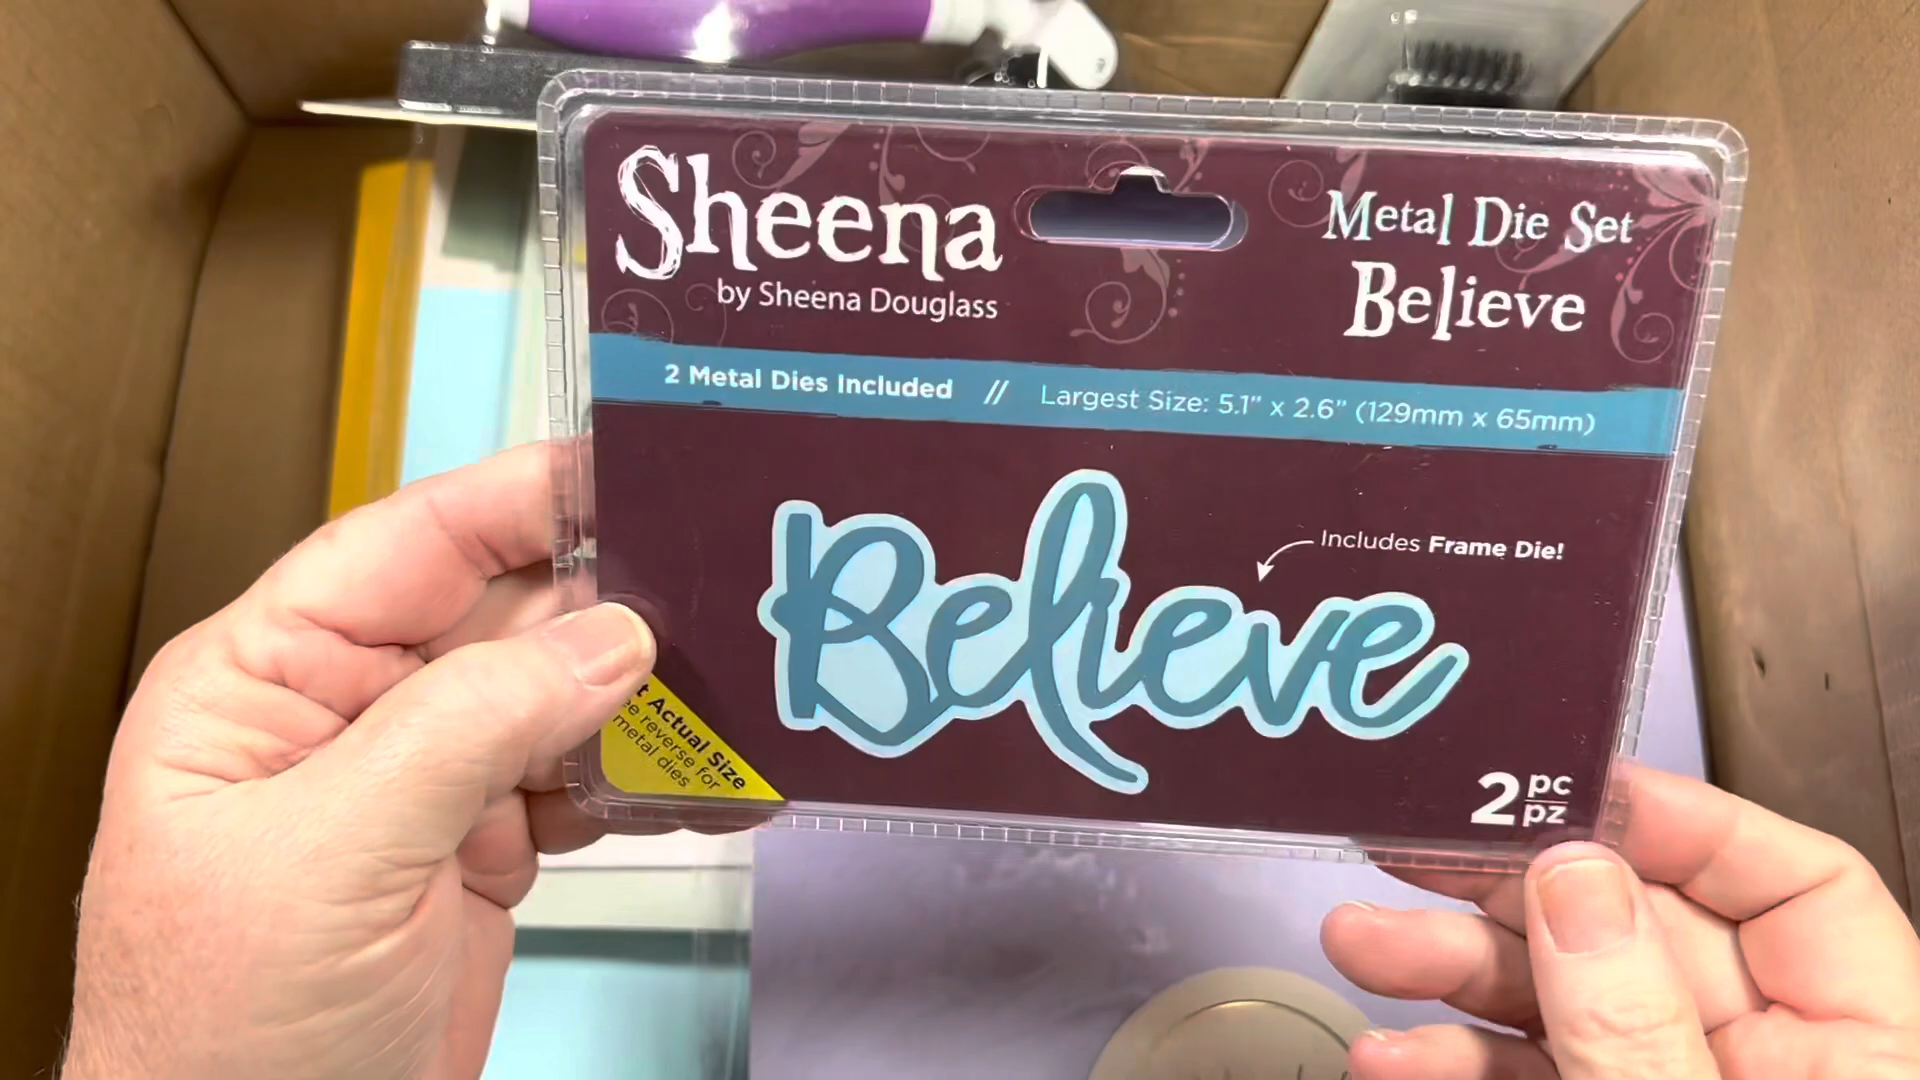 Sheena
by Sheena Douglass
Metal Die Set
Believe
2 Metal Dies Included // Largest Size: 5.1" x 2.6" (129mm x 65mm)
Includes Frame Die!
Believe
Actual Size
reverse for
metal dies
2 pc
pz